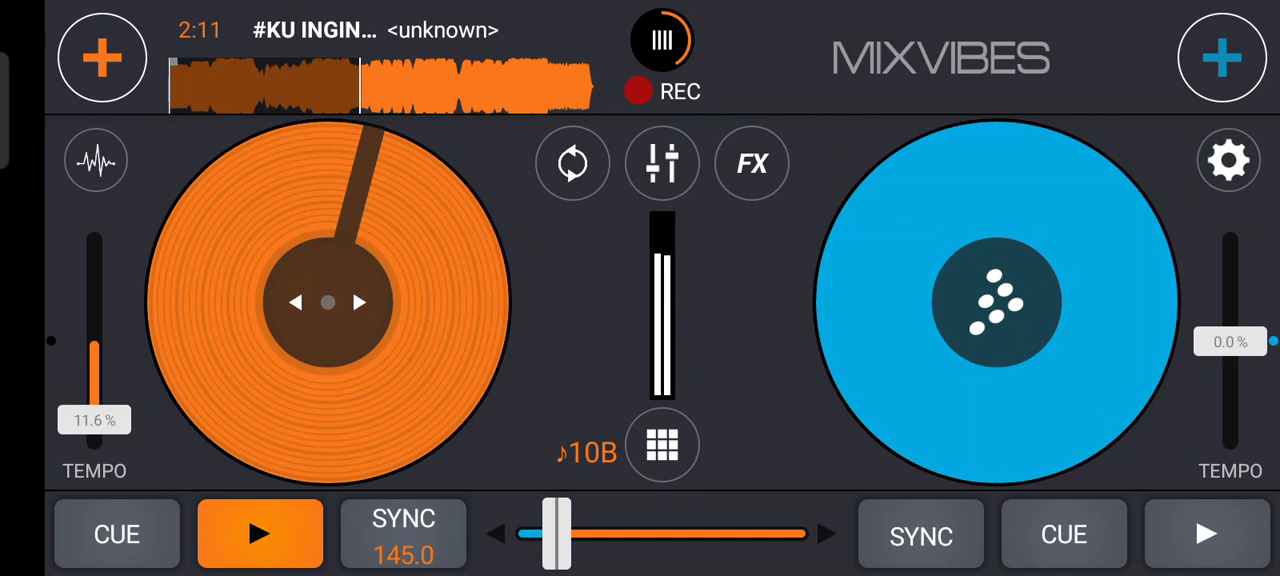 2:11 #KU INGIN... <unknown>
REC
MIXVIBES
FX
11.6 %
0.0 %
TEMPO
TEMPO
♪10B
CUE
SYNC
145.0
SYNC
CUE